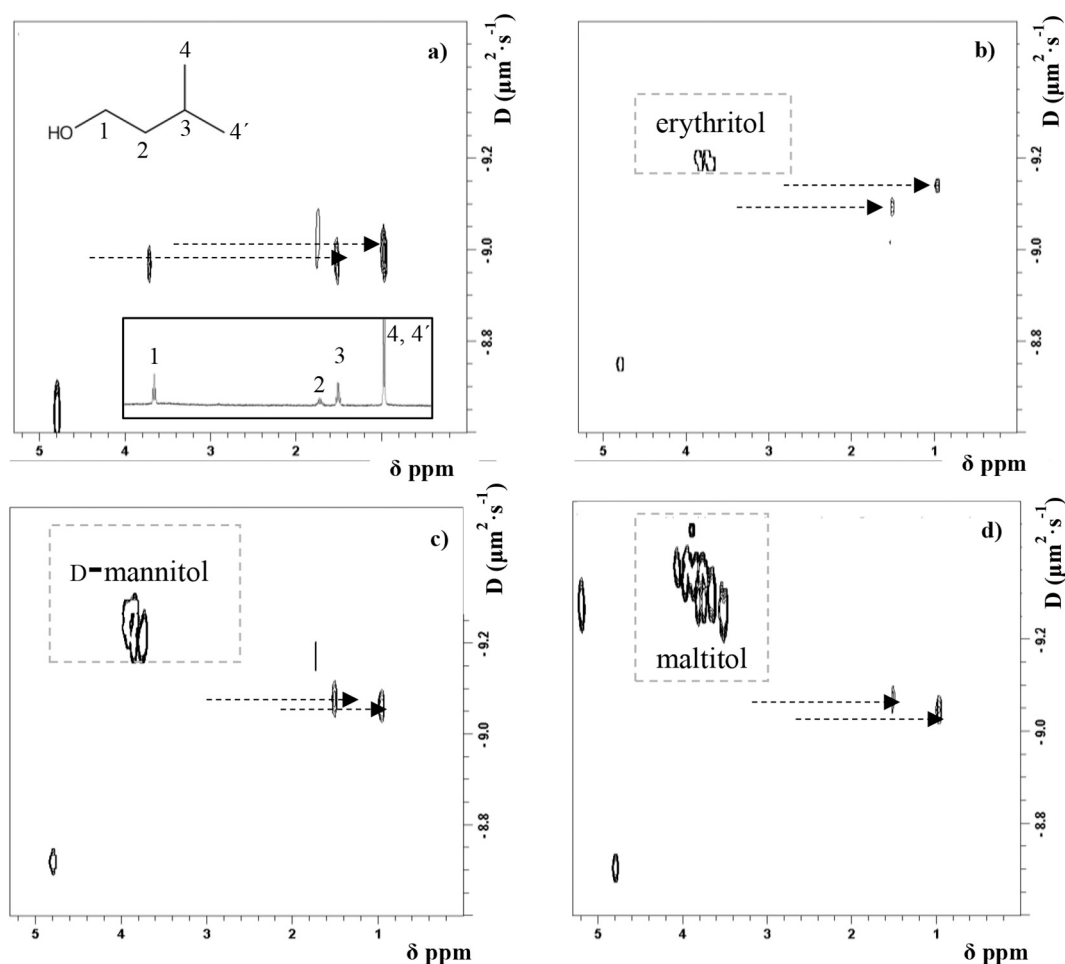 a)
4
HO
1
2
3
4´
D (µm²·s⁻¹)
-9.2
-9.0
-8.8
1
2
3
4, 4´
5
4
3
2
1
δ ppm
b)
erythritol
D (µm²·s⁻¹)
-9.2
-9.0
-8.8
5
4
3
2
1
δ ppm
c)
D-mannitol
D (µm²·s⁻¹)
-9.2
-9.0
-8.8
5
4
3
2
1
δ ppm
d)
maltitol
D (µm²·s⁻¹)
-9.2
-9.0
-8.8
5
4
3
2
1
δ ppm